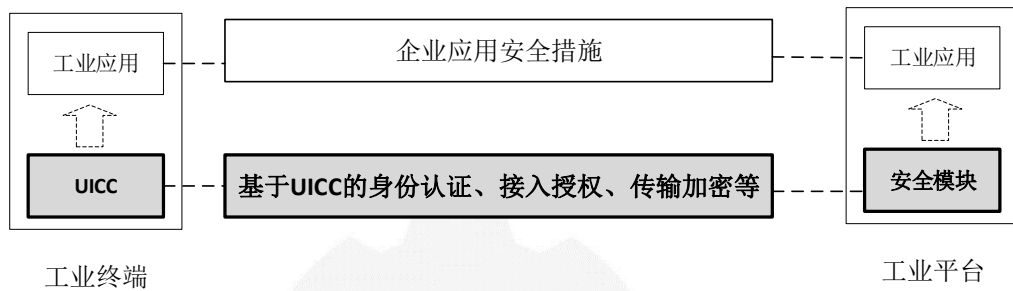 工业应用
企业应用安全措施
工业应用
UICC
基于UICC的身份认证、接入授权、传输加密等
安全模块
工业终端
工业平台